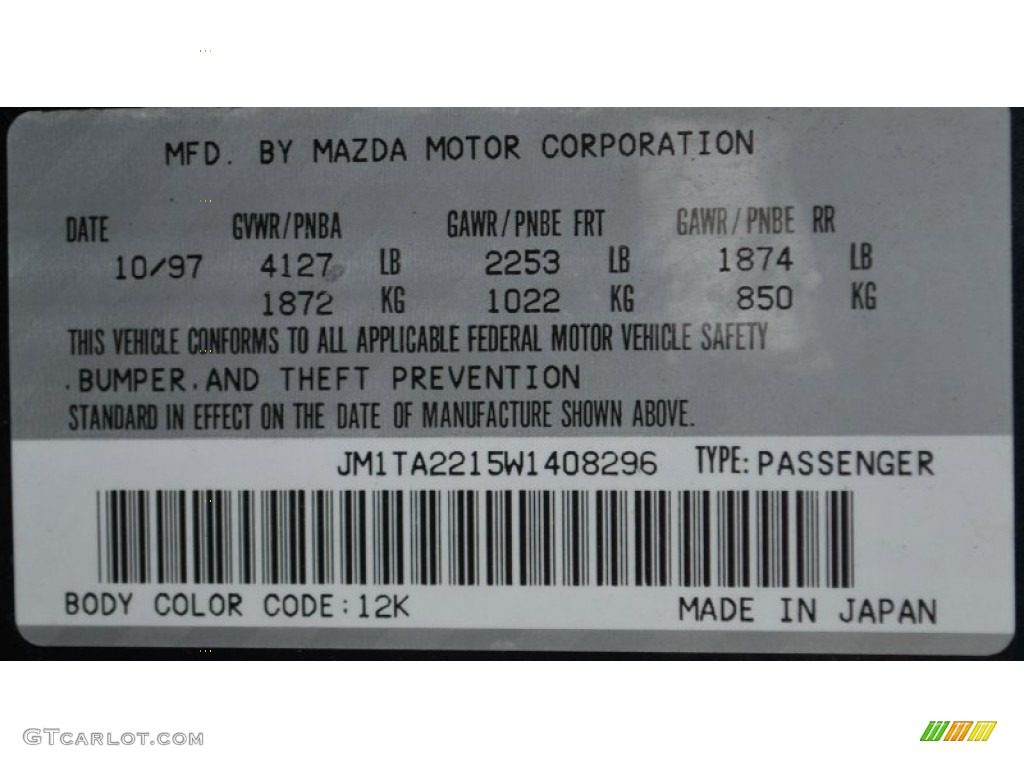 MFD. BY MAZDA MOTOR CORPORATION
DATE GVWR/PNBA GAWR/PNBE FRT GAWR/PNBE RR
10/97 4127 LB 2253 LB 1874 LB
1872 KG 1022 KG 850 KG
THIS VEHICLE CONFORMS TO ALL APPLICABLE FEDERAL MOTOR VEHICLE SAFETY
.BUMPER.AND THEFT PREVENTION
STANDARD IN EFFECT ON THE DATE OF MANUFACTURE SHOWN ABOVE.
JM1TA2215W1408296 TYPE: PASSENGER
BODY COLOR CODE:12K MADE IN JAPAN
GTCARLOT.COM